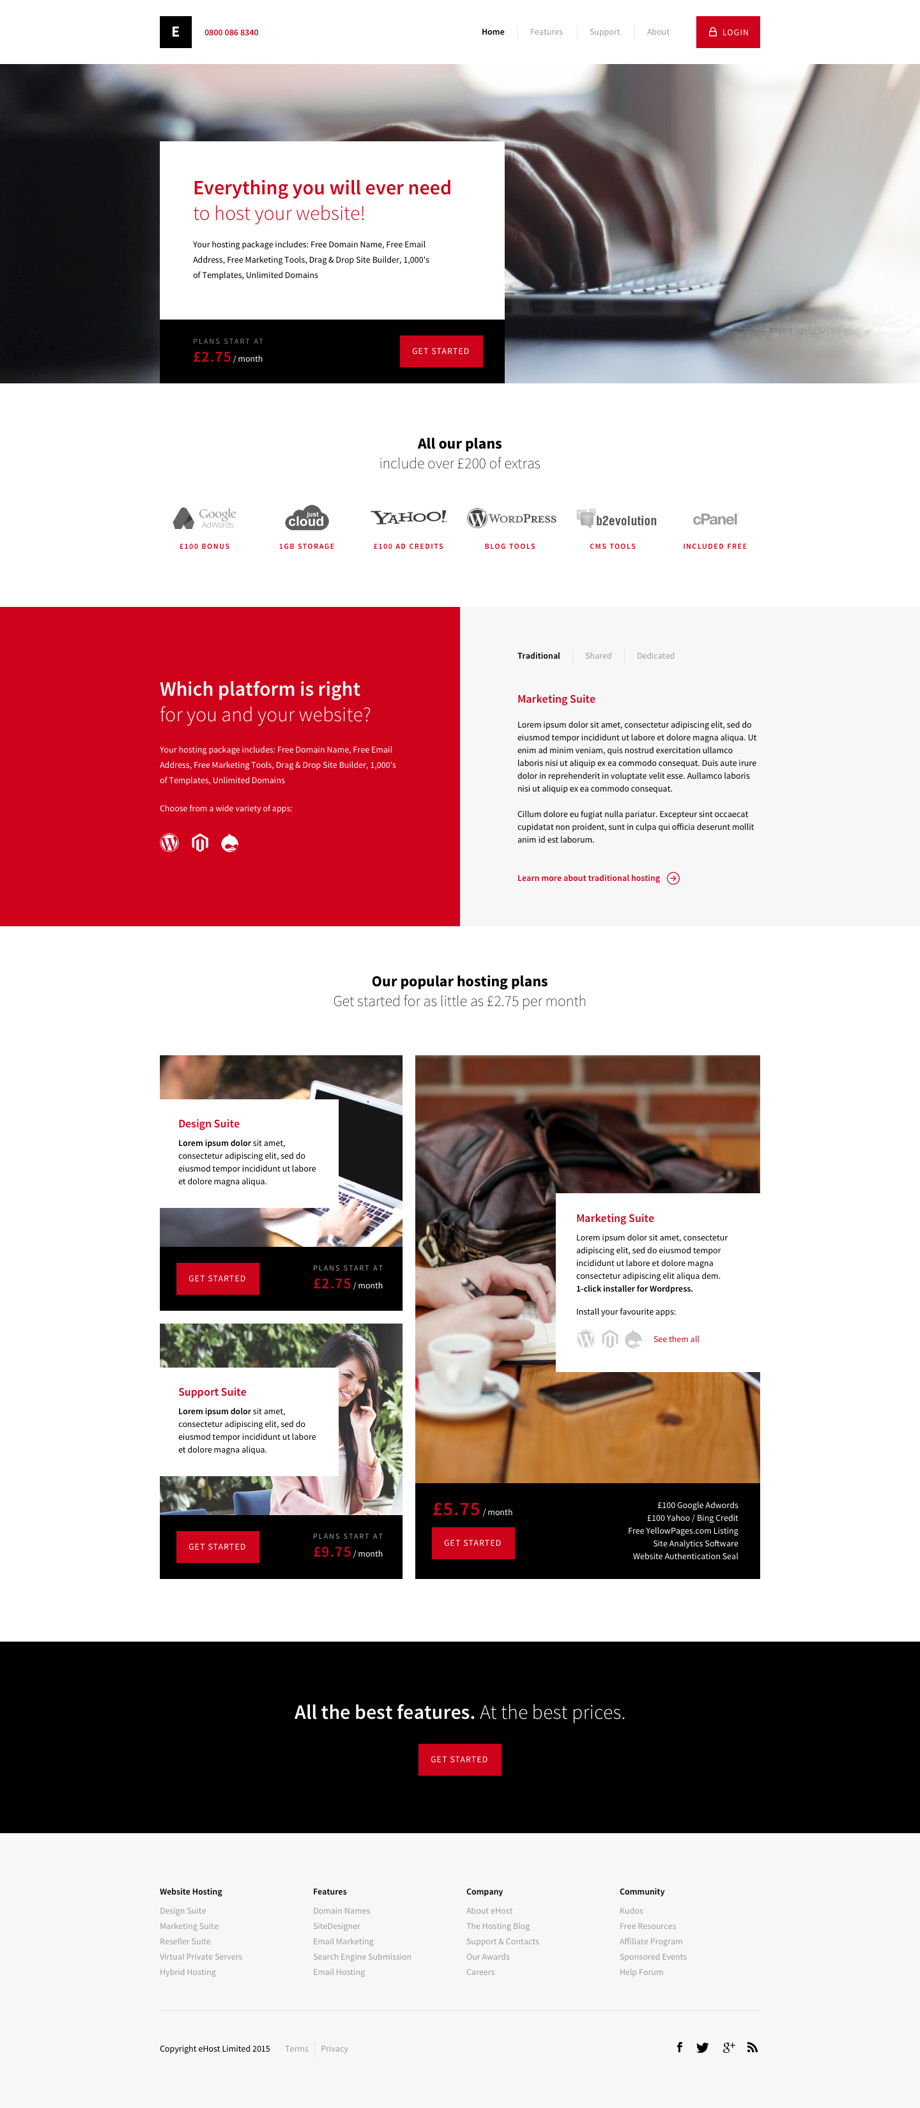 E
0800 086 8340
Home
Features
Support
About
LOGIN
Everything you will ever need
to host your website!
Your hosting package includes: Free Domain Name, Free Email
Address, Free Marketing Tools, Drag & Drop Site Builder, 1,000's
of Templates, Unlimited Domains
PLANS START AT
£2.75 / month
GET STARTED
All our plans
include over £200 of extras
Google
AdWords
just
cloud
YAHOO!
WORDPRESS
b2evolution
cPanel
£100 BONUS
1GB STORAGE
£100 AD CREDITS
BLOG TOOLS
CMS TOOLS
INCLUDED FREE
Which platform is right
for you and your website?
Your hosting package includes: Free Domain Name, Free Email
Address, Free Marketing Tools, Drag & Drop Site Builder, 1,000's
of Templates, Unlimited Domains
Choose from a wide variety of apps:
Traditional
Shared
Dedicated
Marketing Suite
Lorem ipsum dolor sit amet, consectetur adipiscing elit, sed do
eiusmod tempor incididunt ut labore et dolore magna aliqua. Ut
enim ad minim veniam, quis nostrud exercitation ullamco
laboris nisi ut aliquip ex ea commodo consequat. Duis aute irure
dolor in reprehenderit in voluptate velit esse. Aullamco laboris
nisi ut aliquip ex ea commodo consequat.
Cillum dolore eu fugiat nulla pariatur. Excepteur sint occaecat
cupidatat non proident, sunt in culpa qui officia deserunt mollit
anim id est laborum.
Learn more about traditional hosting
Our popular hosting plans
Get started for as little as £2.75 per month
Design Suite
Lorem ipsum dolor sit amet,
consectetur adipiscing elit, sed do
eiusmod tempor incididunt ut labore
et dolore magna aliqua.
GET STARTED
PLANS START AT
£2.75 / month
Support Suite
Lorem ipsum dolor sit amet,
consectetur adipiscing elit, sed do
eiusmod tempor incididunt ut labore
et dolore magna aliqua.
GET STARTED
PLANS START AT
£9.75 / month
Marketing Suite
Lorem ipsum dolor sit amet, consectetur
adipiscing elit, sed do eiusmod tempor
incididunt ut labore et dolore magna
consectetur adipiscing elit aliqua dem.
1-click installer for Wordpress.
Install your favourite apps:
See them all
£5.75 / month
GET STARTED
£100 Google Adwords
£100 Yahoo / Bing Credit
Free YellowPages.com Listing
Site Analytics Software
Website Authentication Seal
All the best features. At the best prices.
GET STARTED
Website Hosting
Design Suite
Marketing Suite
Reseller Suite
Virtual Private Servers
Hybrid Hosting
Features
Domain Names
SiteDesigner
Email Marketing
Search Engine Submission
Email Hosting
Company
About eHost
The Hosting Blog
Support & Contacts
Our Awards
Careers
Community
Kudos
Free Resources
Affiliate Program
Sponsored Events
Help Forum
Copyright eHost Limited 2015
Terms
Privacy